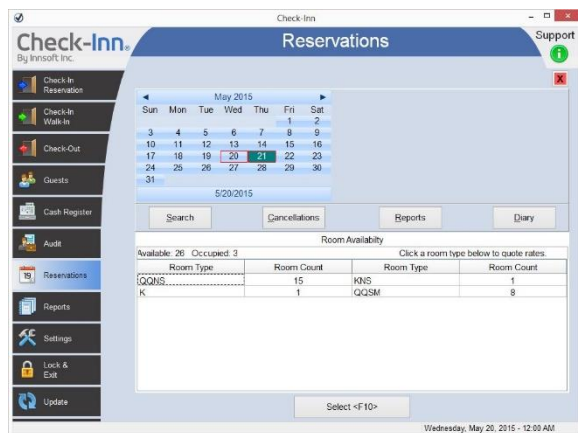 Check-Inn
Check-Inn®
By Innsoft Inc.
Reservations
Support
i
X
Check-In
Reservation
Check-In
Walk-In
Check-Out
Guests
Cash Register
Audit
19
Reservations
Reports
Settings
Lock &
Exit
Update
May 2015
Sun Mon Tue Wed Thu Fri Sat
1 2
3 4 5 6 7 8 9
10 11 12 13 14 15 16
17 18 19 20 21 22 23
24 25 26 27 28 29 30
31
5/20/2015
Search Cancellations Reports Diary
Room Availabilty
Available: 26 Occupied: 3 Click a room type below to quote rates.
Room Type Room Count Room Type Room Count
QQNS 15 KNS 1
K 1 QQSM 8
Select <F10>
Wednesday, May 20, 2015 - 12:00 AM